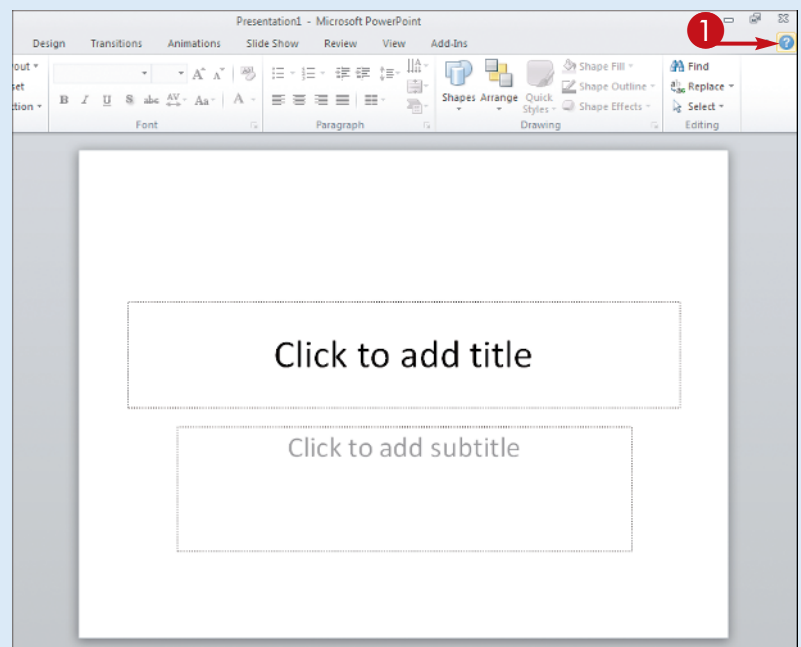 Presentation1 - Microsoft PowerPoint
1
Design Transitions Animations Slide Show Review View Add-Ins
out
set
tion
B I U S abc AV Aa A
A A
Shapes Arrange Quick Styles
Shape Fill
Shape Outline
Shape Effects
Find
Replace
Select
Font Paragraph Drawing Editing
Click to add title
Click to add subtitle